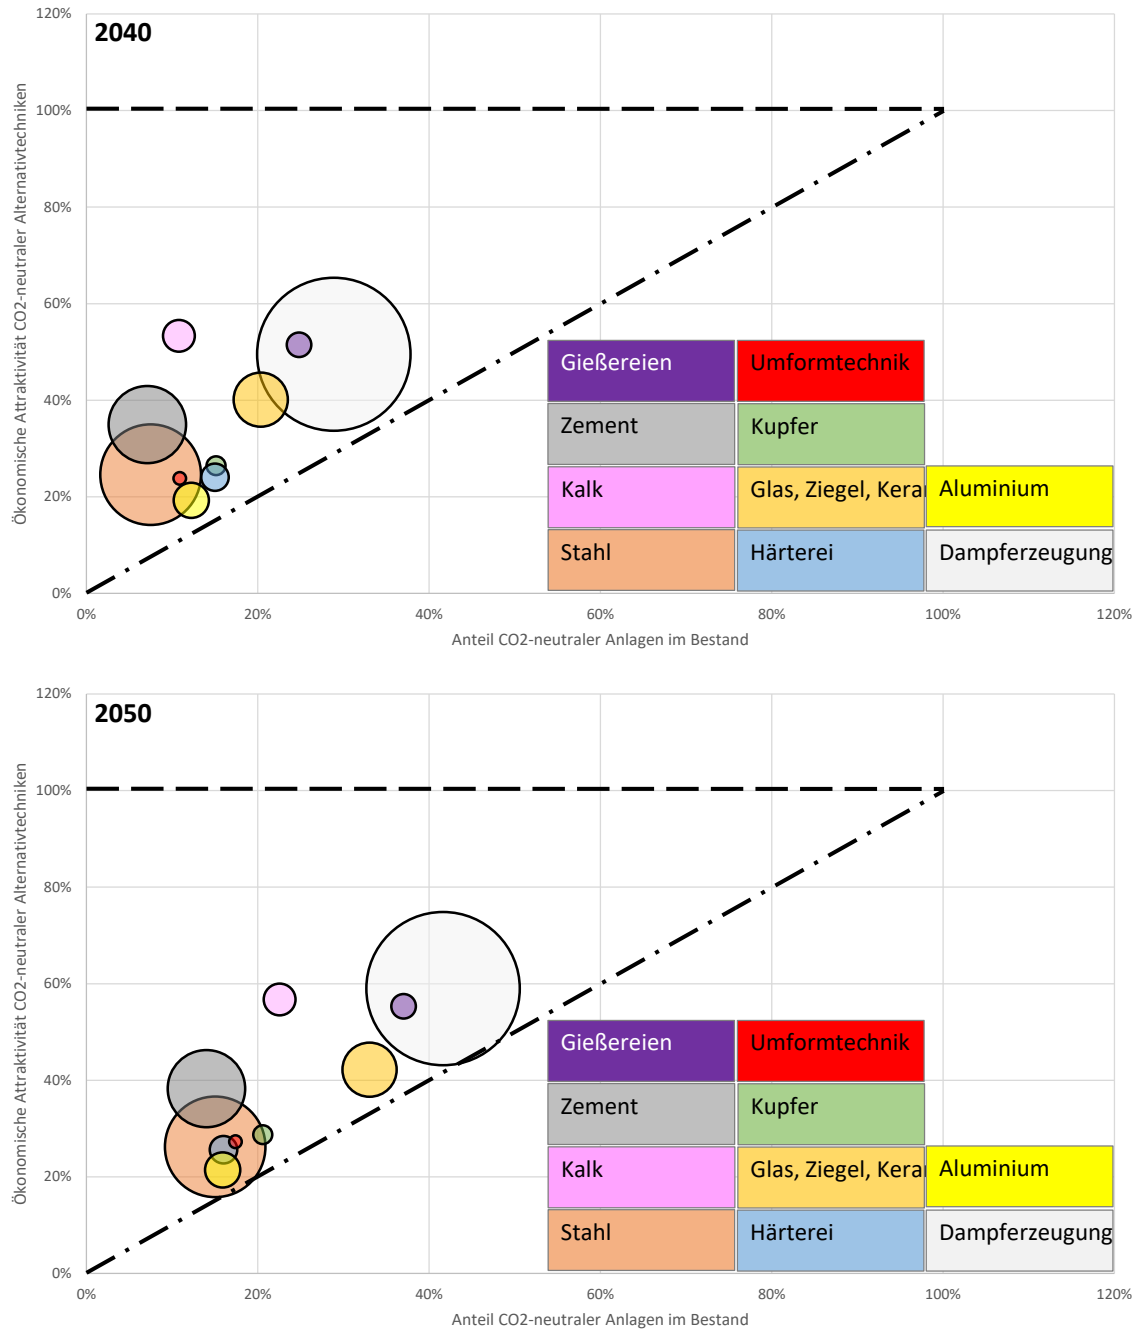 120%
2040
100%
80%
60%
40%
20%
0%
Ökonomische Attraktivität CO2-neutraler Alternativtechniken
Gießereien
Umformtechnik
Zement
Kupfer
Kalk
Glas, Ziegel, Kera
Aluminium
Stahl
Härterei
Dampferzeugung
0%
20%
40%
60%
80%
100%
120%
Anteil CO2-neutraler Anlagen im Bestand
120%
2050
100%
80%
60%
40%
20%
0%
Ökonomische Attraktivität CO2-neutraler Alternativtechniken
Gießereien
Umformtechnik
Zement
Kupfer
Kalk
Glas, Ziegel, Kera
Aluminium
Stahl
Härterei
Dampferzeugung
0%
20%
40%
60%
80%
100%
120%
Anteil CO2-neutraler Anlagen im Bestand